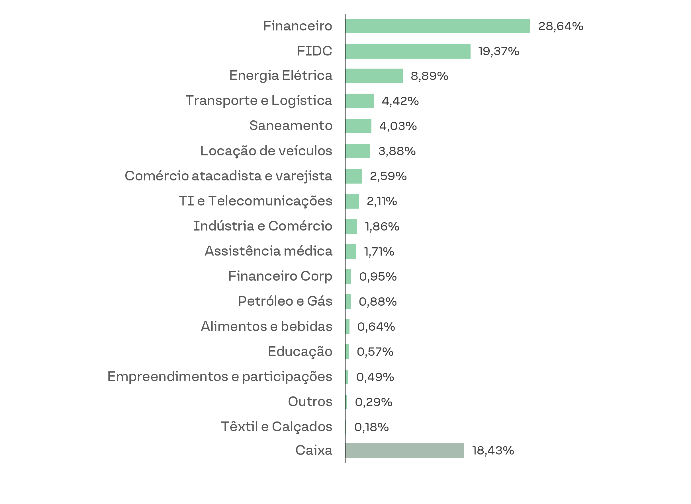 Financeiro 28,64%
FIDC 19,37%
Energia Elétrica 8,89%
Transporte e Logística 4,42%
Saneamento 4,03%
Locação de veículos 3,88%
Comércio atacadista e varejista 2,59%
TI e Telecomunicações 2,11%
Indústria e Comércio 1,86%
Assistência médica 1,71%
Financeiro Corp 0,95%
Petróleo e Gás 0,88%
Alimentos e bebidas 0,64%
Educação 0,57%
Empreendimentos e participações 0,49%
Outros 0,29%
Têxtil e Calçados 0,18%
Caixa 18,43%